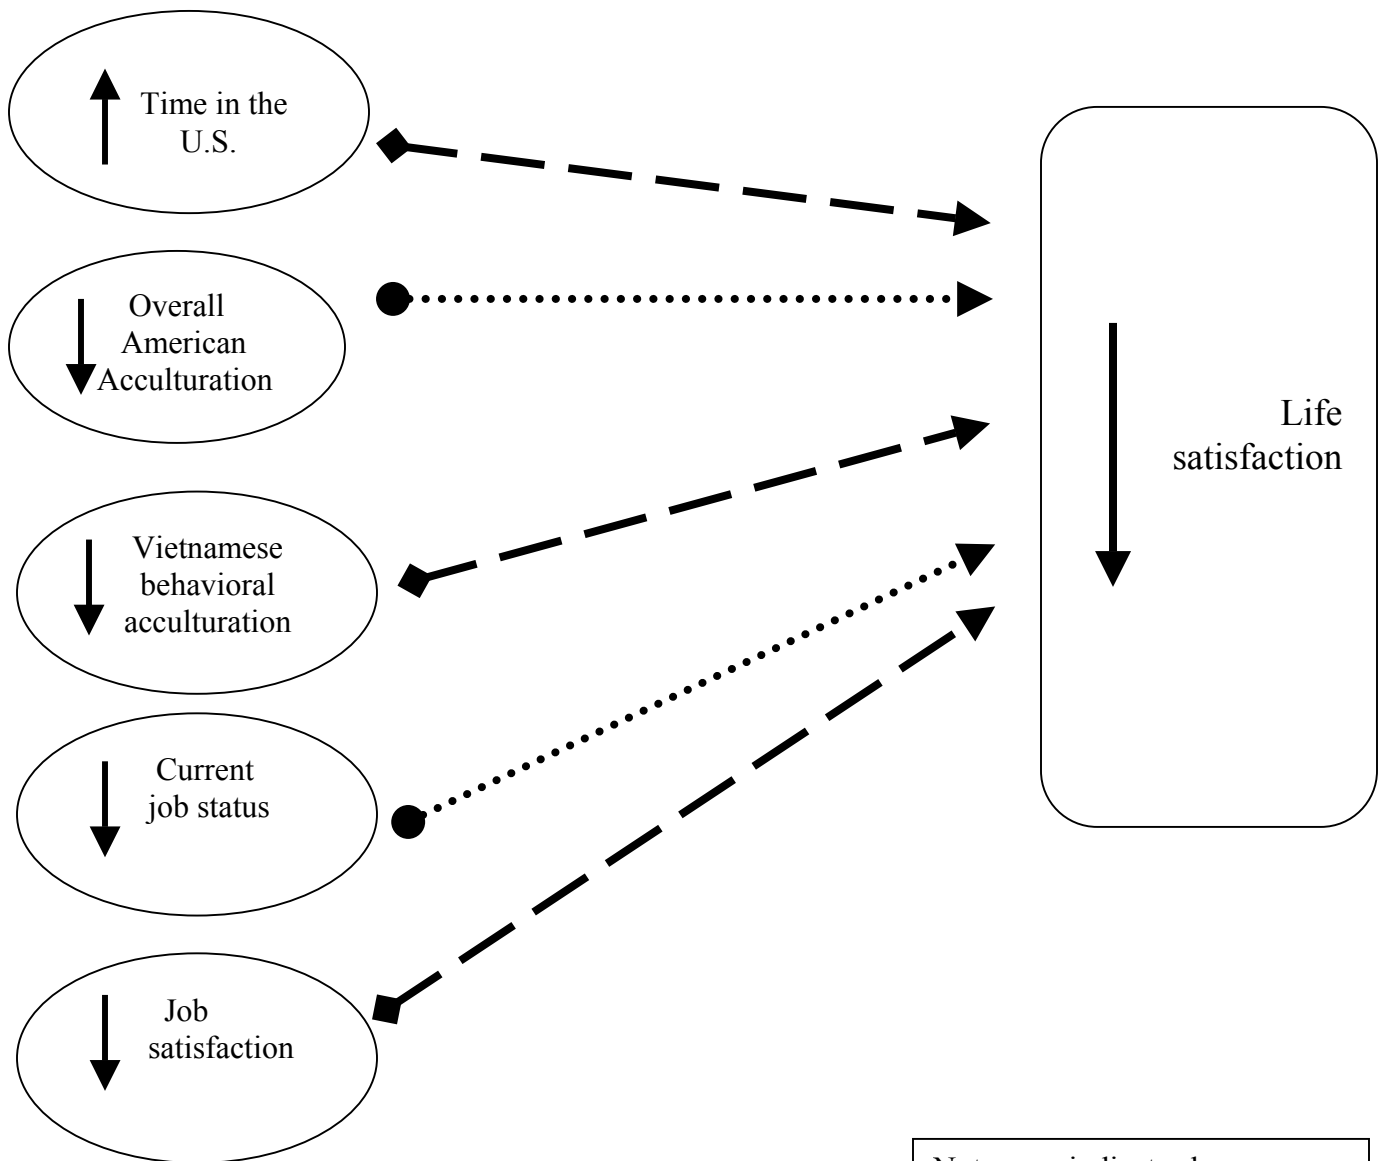 Time in the
U.S.
Overall
American
Acculturation
Vietnamese
behavioral
acculturation
Current
job status
Job
satisfaction
Life
satisfaction